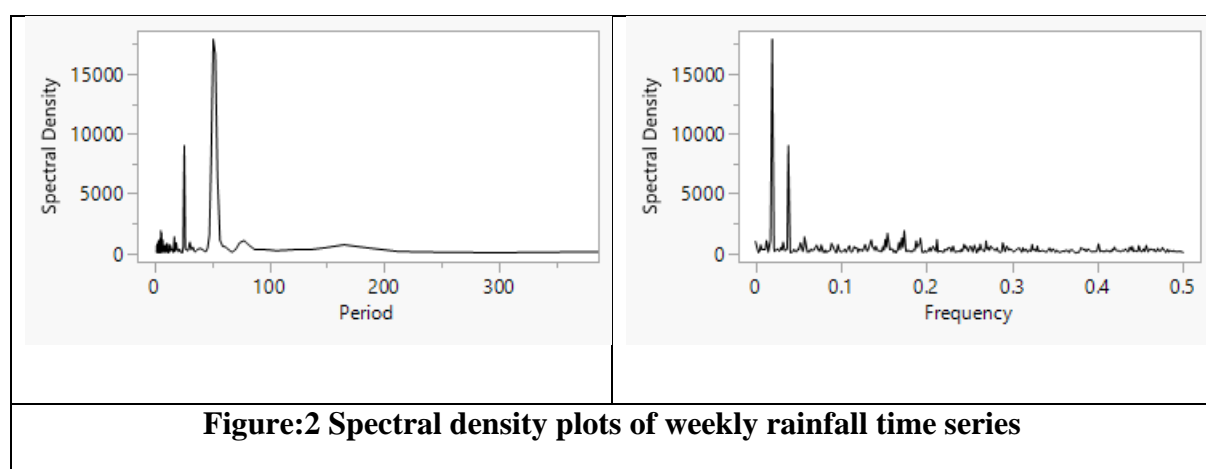 Spectral Density
15000
10000
5000
0
0 100 200 300
Period
Spectral Density
15000
10000
5000
0
0 0.1 0.2 0.3 0.4 0.5
Frequency
Figure:2 Spectral density plots of weekly rainfall time series